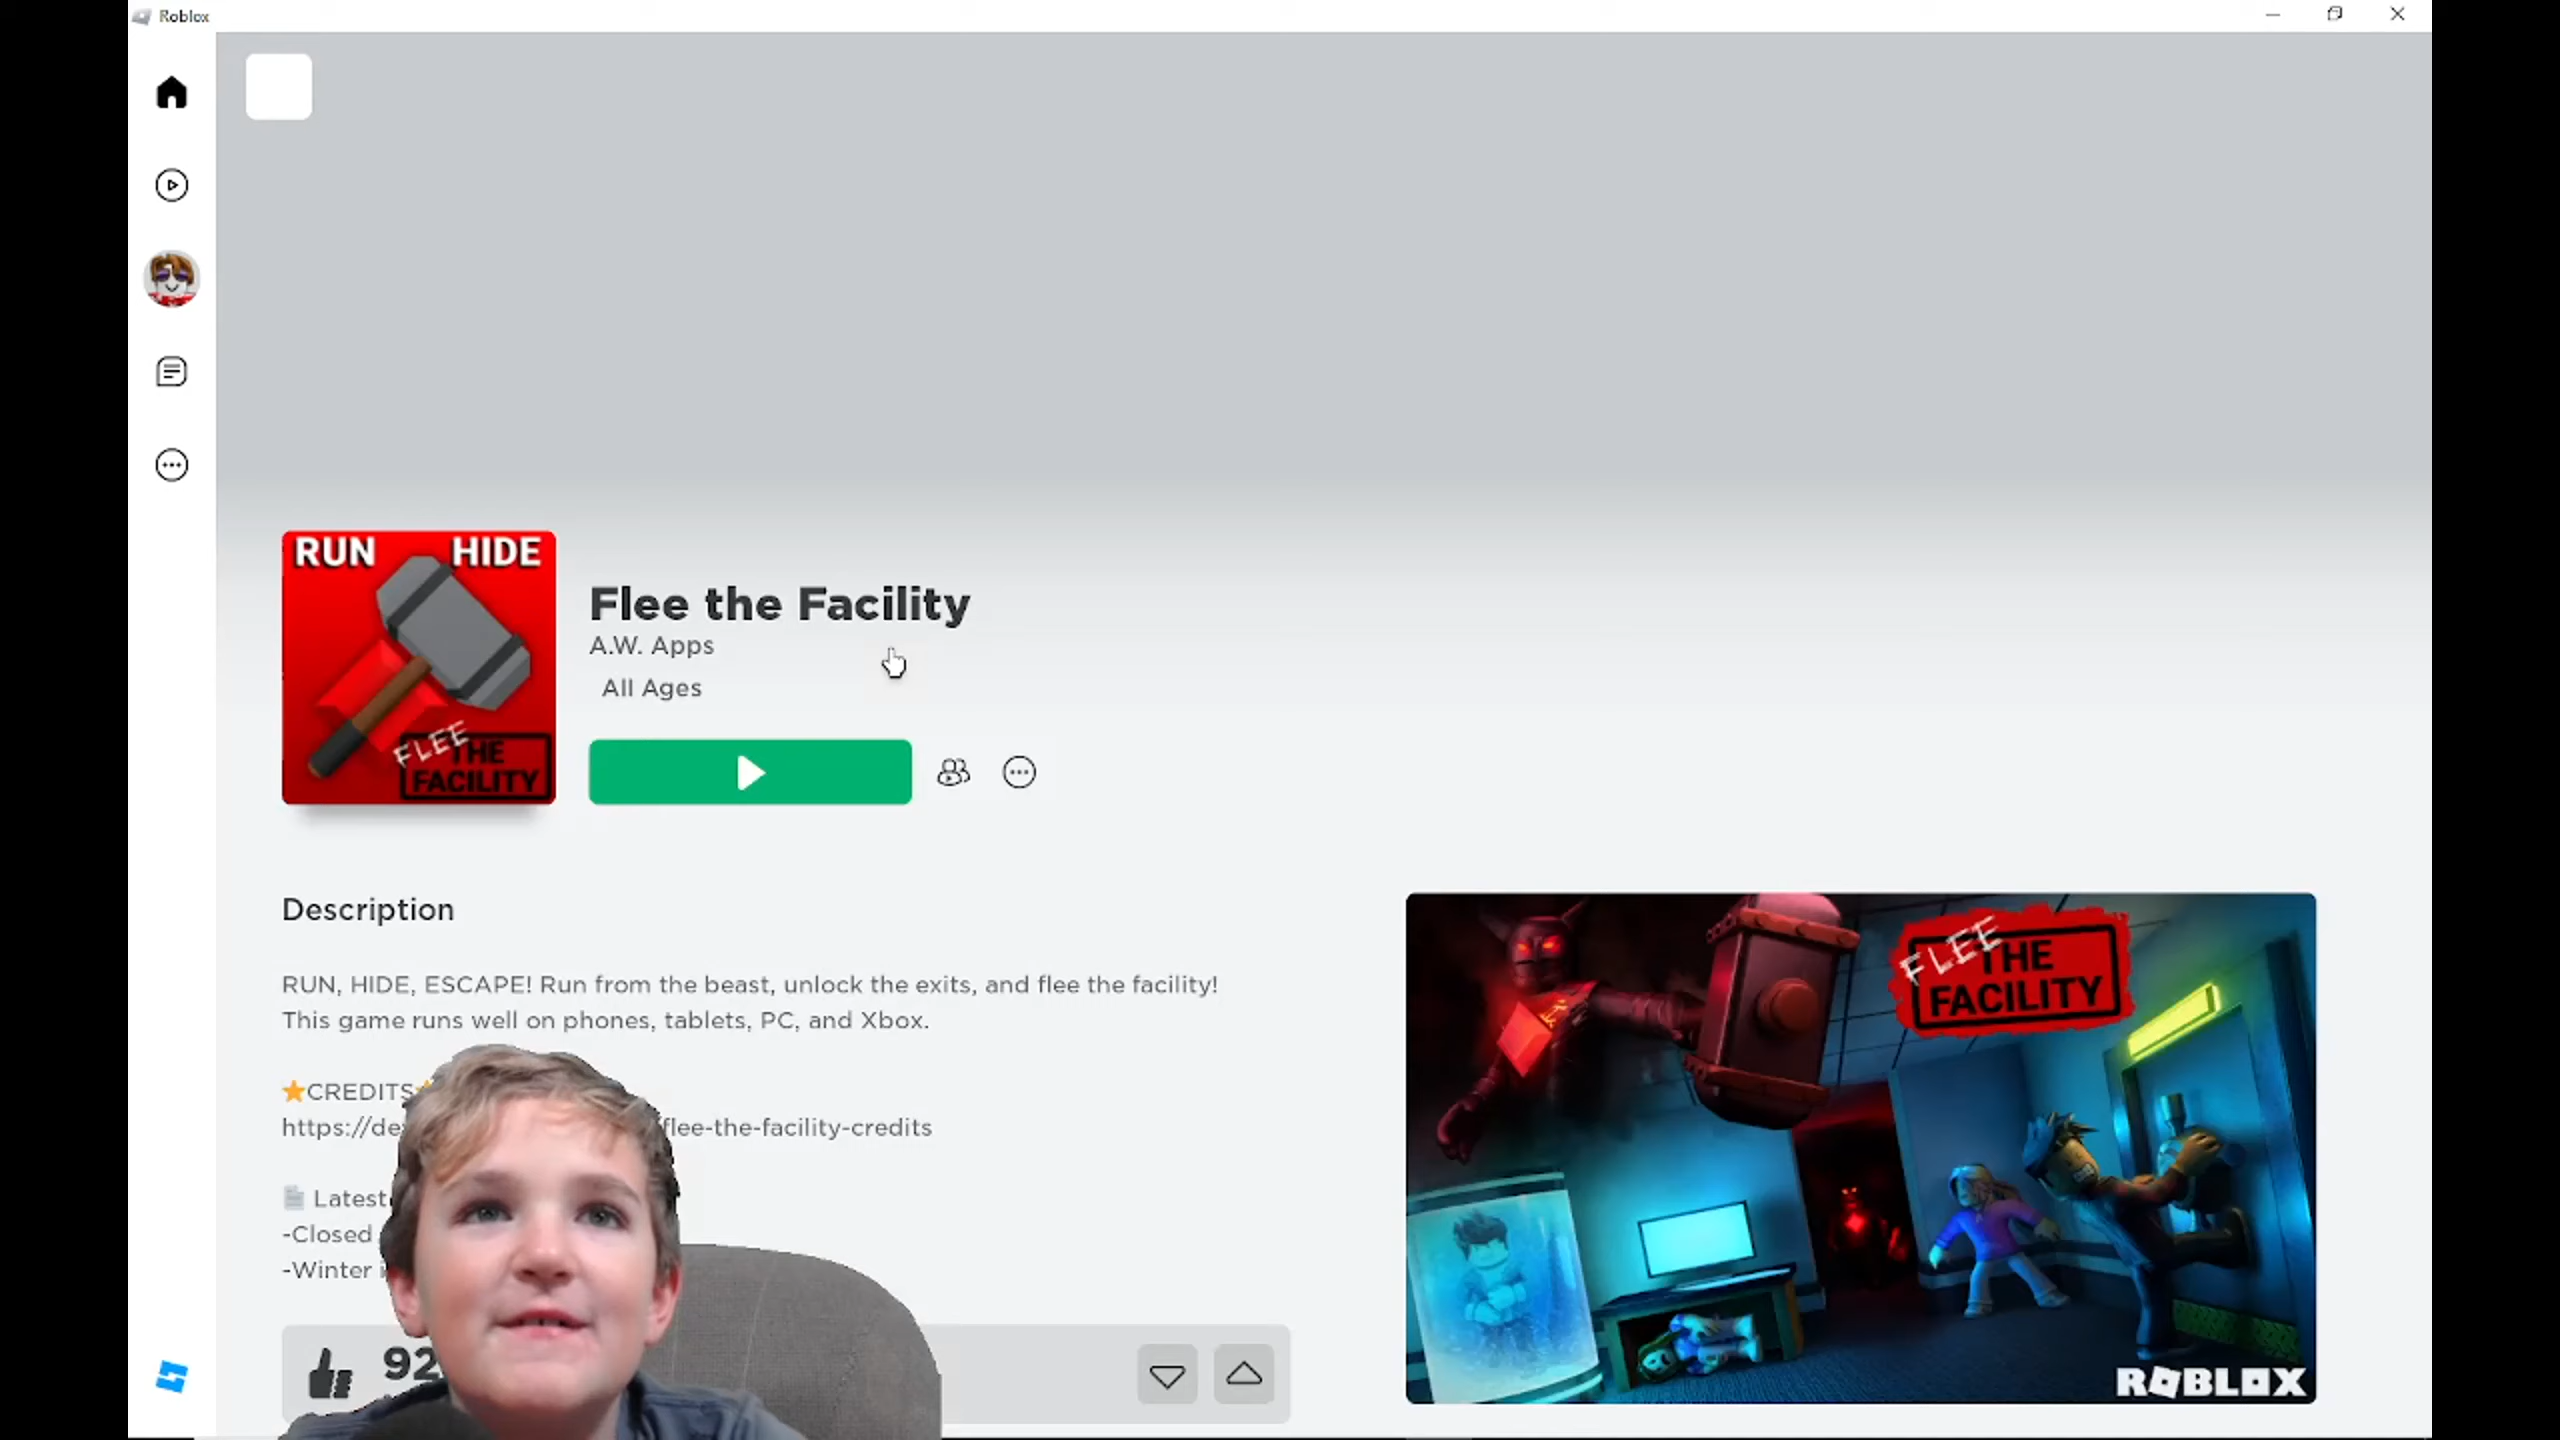 Roblox
RUN HIDE
FLEE
THE
FACILITY
Flee the Facility
A.W. Apps
All Ages
Description
RUN, HIDE, ESCAPE! Run from the beast, unlock the exits, and flee the facility!
This game runs well on phones, tablets, PC, and Xbox.
⭐CREDITS
https://de flee-the-facility-credits
Latest
-Closed
-Winter
92
FLEE
THE
FACILITY
ROBLOX